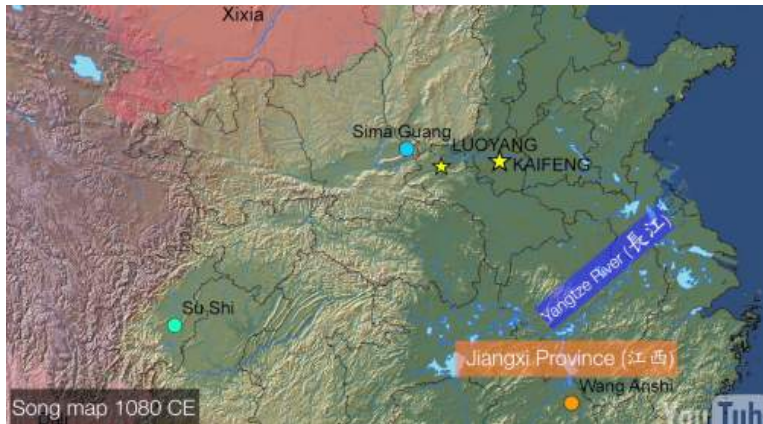 Xixia
Sima Guang
LUOYANG
KAIFENG
Yangtze River (長江)
Su Shi
Jiangxi Province (江西)
Wang Anshi
Song map 1080 CE
YouTub